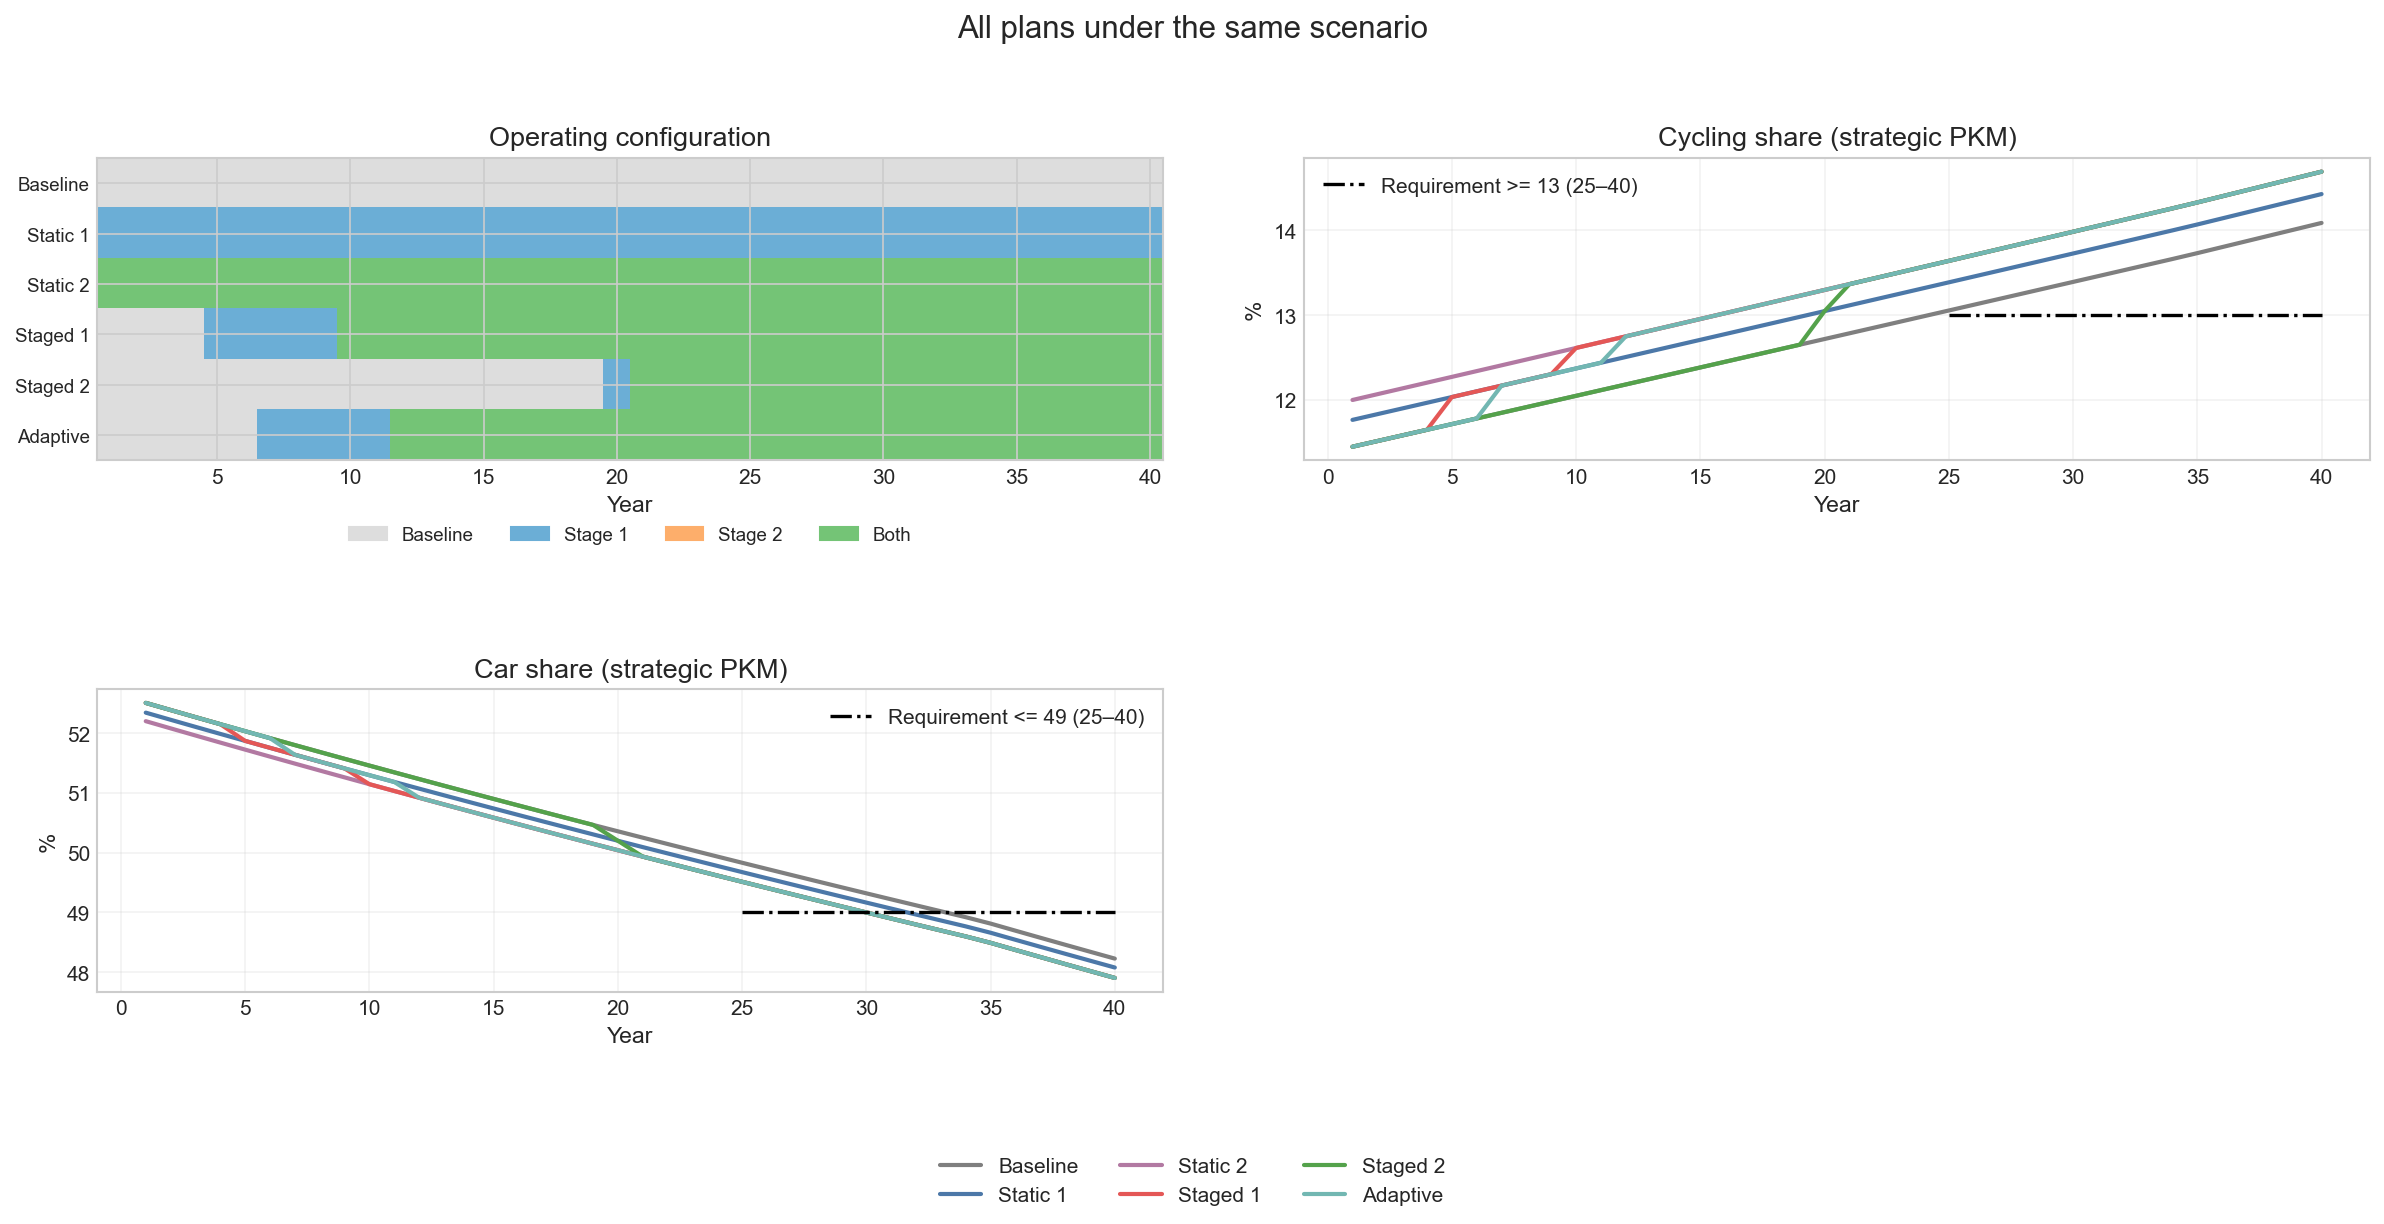 All plans under the same scenario
Operating configuration
Baseline
Static 1
Static 2
Staged 1
Staged 2
Adaptive
5 10 15 20 25 30 35 40
Year
Baseline Stage 1 Stage 2 Both
Cycling share (strategic PKM)
Requirement >= 13 (25–40)
14
13
12
%
0 5 10 15 20 25 30 35 40
Year
Car share (strategic PKM)
Requirement <= 49 (25–40)
52
51
50
49
48
%
0 5 10 15 20 25 30 35 40
Year
Baseline Static 2 Staged 2
Static 1 Staged 1 Adaptive